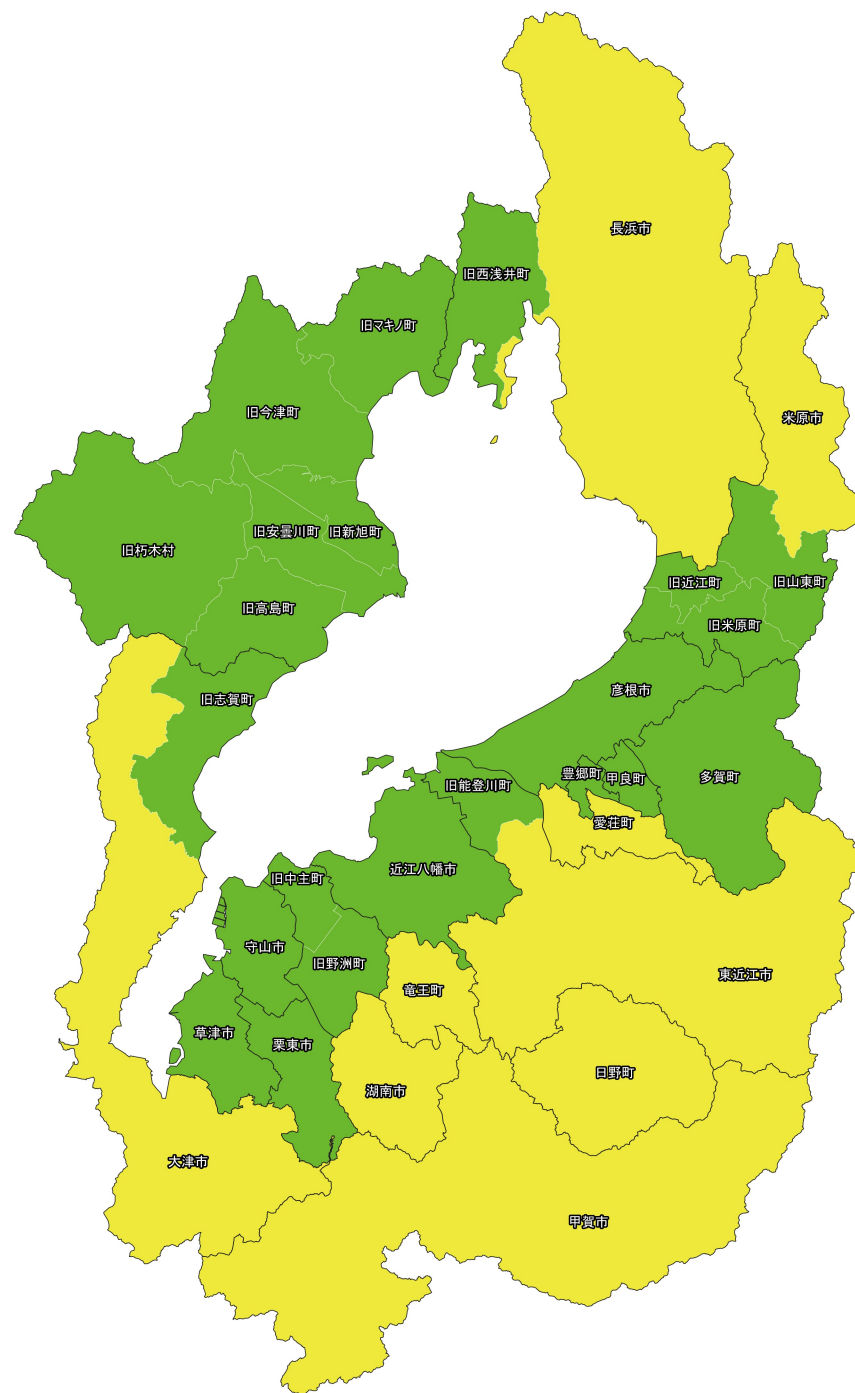 長浜市
旧西浅井町
旧マキノ町
旧今津町
米原市
旧安曇川町
旧新旭町
旧朽木村
旧近江町
旧山東町
旧高島町
旧米原町
旧志賀町
彦根市
豊郷町
甲良町
多賀町
旧能登川町
愛荘町
近江八幡市
旧中主町
守山市
旧野洲町
東近江市
竜王町
草津市
栗東市
日野町
湖南市
大津市
甲賀市